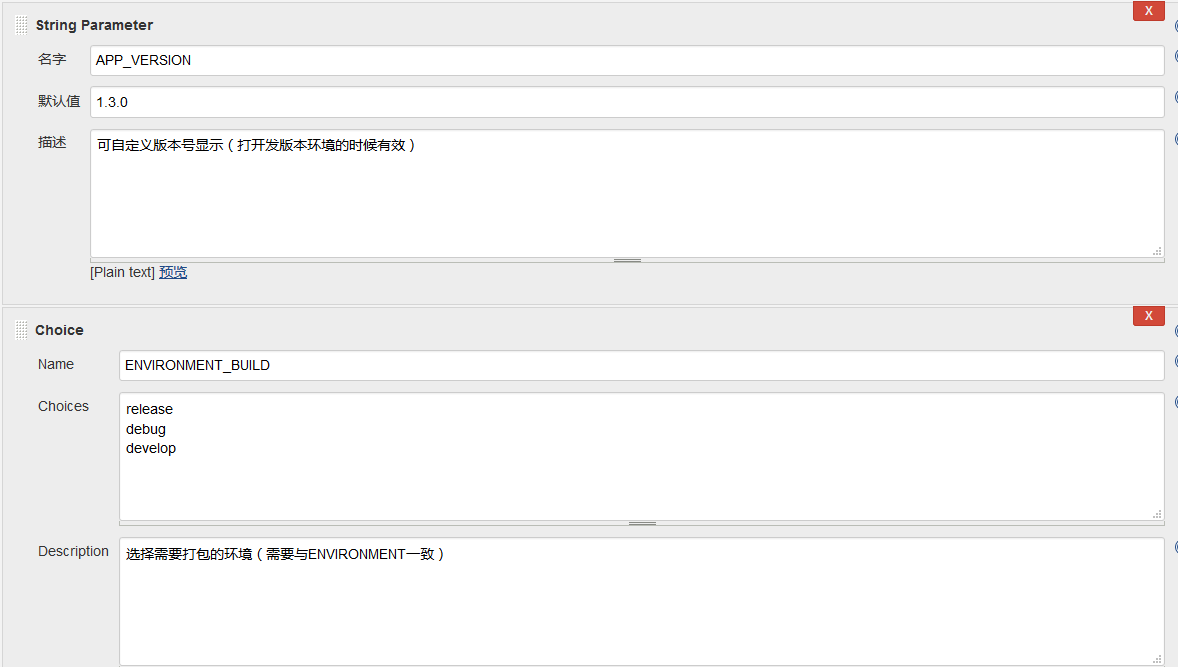 String Parameter
X
名字
APP_VERSION
默认值
1.3.0
描述
可自定义版本号显示（打开发版本环境的时候有效）
[Plain text] 预览
Choice
X
Name
ENVIRONMENT_BUILD
Choices
release
debug
develop
Description
选择需要打包的环境（需要与ENVIRONMENT一致）